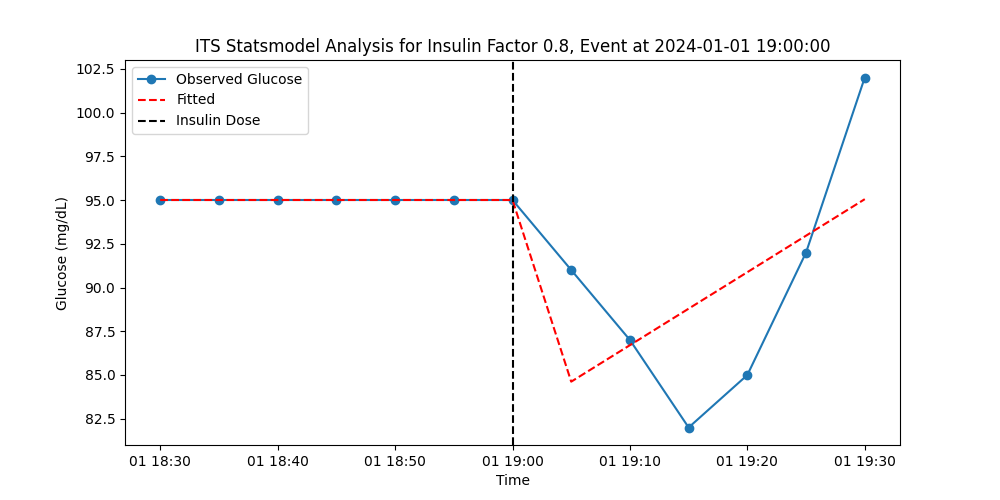 ITS Statsmodel Analysis for Insulin Factor 0.8, Event at 2024-01-01 19:00:00
Observed Glucose
Fitted
Insulin Dose
Glucose (mg/dL)
102.5
100.0
97.5
95.0
92.5
90.0
87.5
85.0
82.5
01 18:30 01 18:40 01 18:50 01 19:00 01 19:10 01 19:20 01 19:30
Time